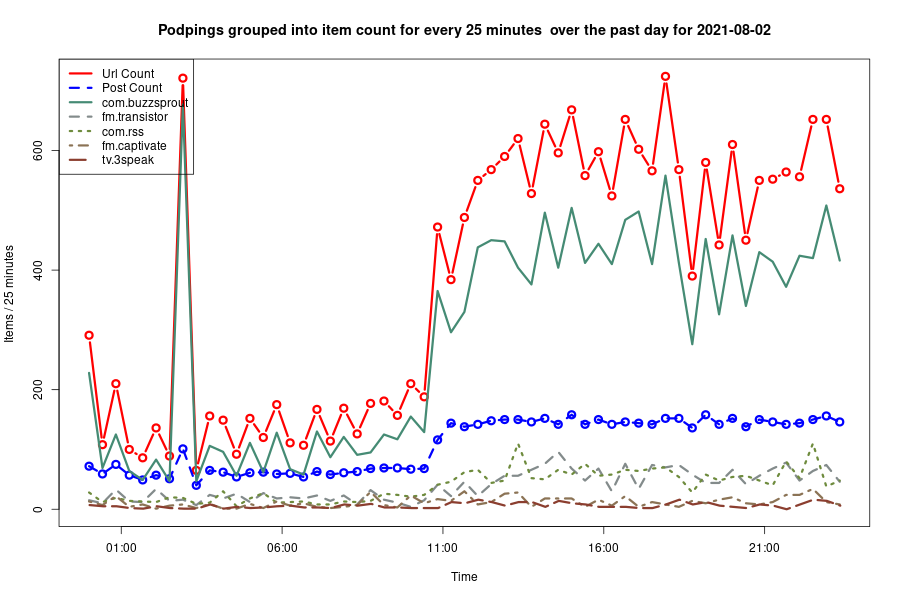 Podpings grouped into item count for every 25 minutes  over the past day for 2021-08-02
Url Count
Post Count
com.buzzsprout
fm.transistor
com.rss
fm.captivate
tv.3speak
600
400
200
0
Items / 25 minutes
01:00 06:00 11:00 16:00 21:00
Time